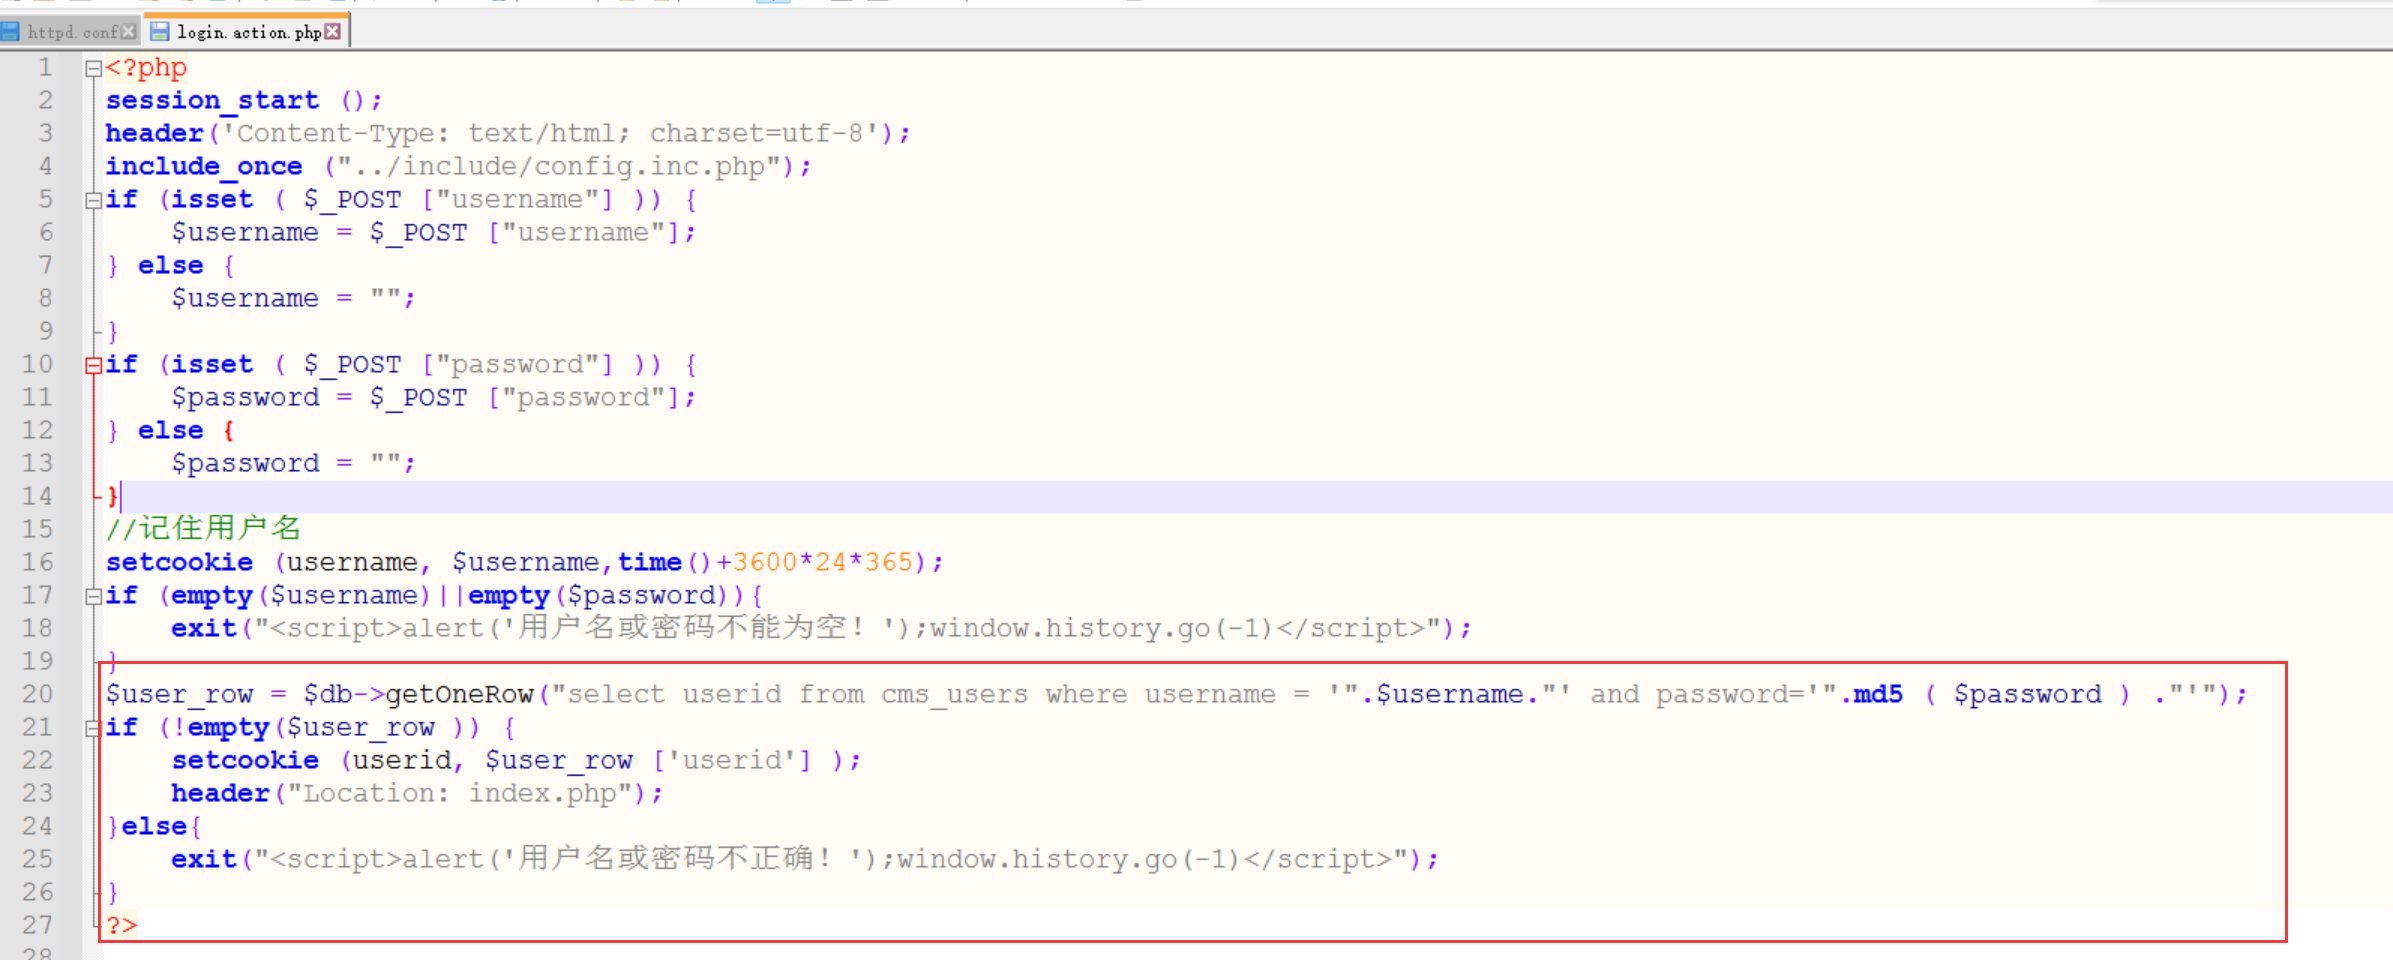 httpd.conf login.action.php
1 <?php
2 session_start ();
3 header('Content-Type: text/html; charset=utf-8');
4 include_once ("../include/config.inc.php");
5 if (isset ( $_POST ["username"] )) {
6 $username = $_POST ["username"];
7 } else {
8 $username = "";
9 }
10 if (isset ( $_POST ["password"] )) {
11 $password = $_POST ["password"];
12 } else {
13 $password = "";
14 }
15 //记住用户名
16 setcookie (username, $username,time()+3600*24*365);
17 if (empty($username)||empty($password)){
18 exit("<script>alert('用户名或密码不能为空！');window.history.go(-1)</script>");
19 }
20 $user_row = $db->getOneRow("select userid from cms_users where username = '".$username."' and password='".md5 ( $password ) ."'");
21 if (!empty($user_row )) {
22 setcookie (userid, $user_row ['userid'] );
23 header("Location: index.php");
24 }else{
25 exit("<script>alert('用户名或密码不正确！');window.history.go(-1)</script>");
26 }
27 ?>
28